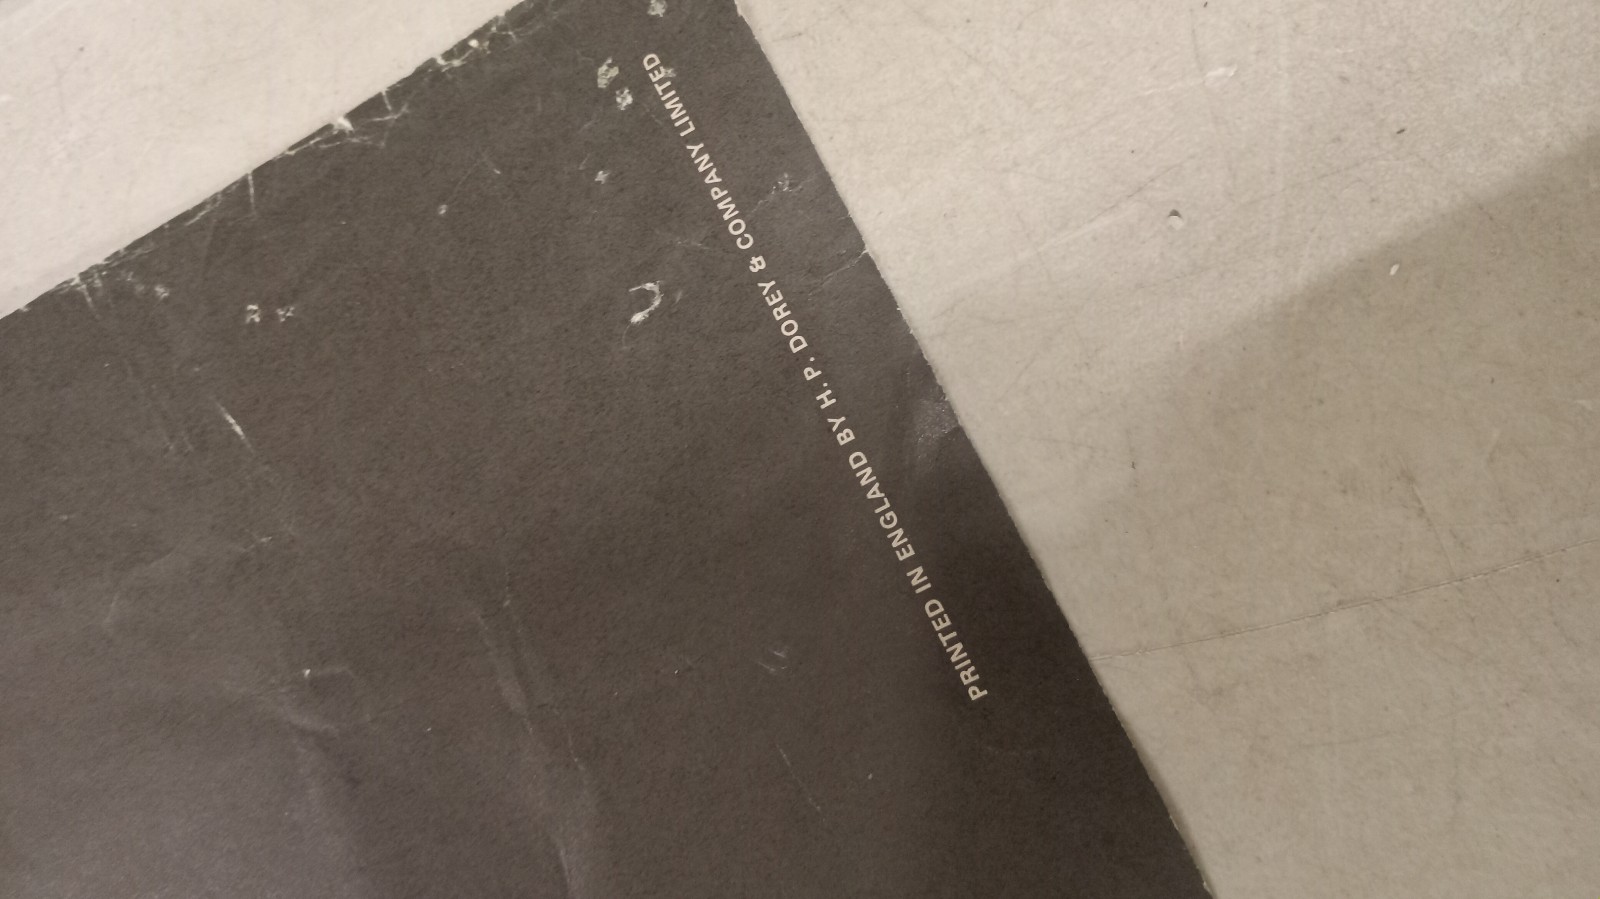 PRINTED IN ENGLAND BY H. P. DOREY & COMPANY LIMITED